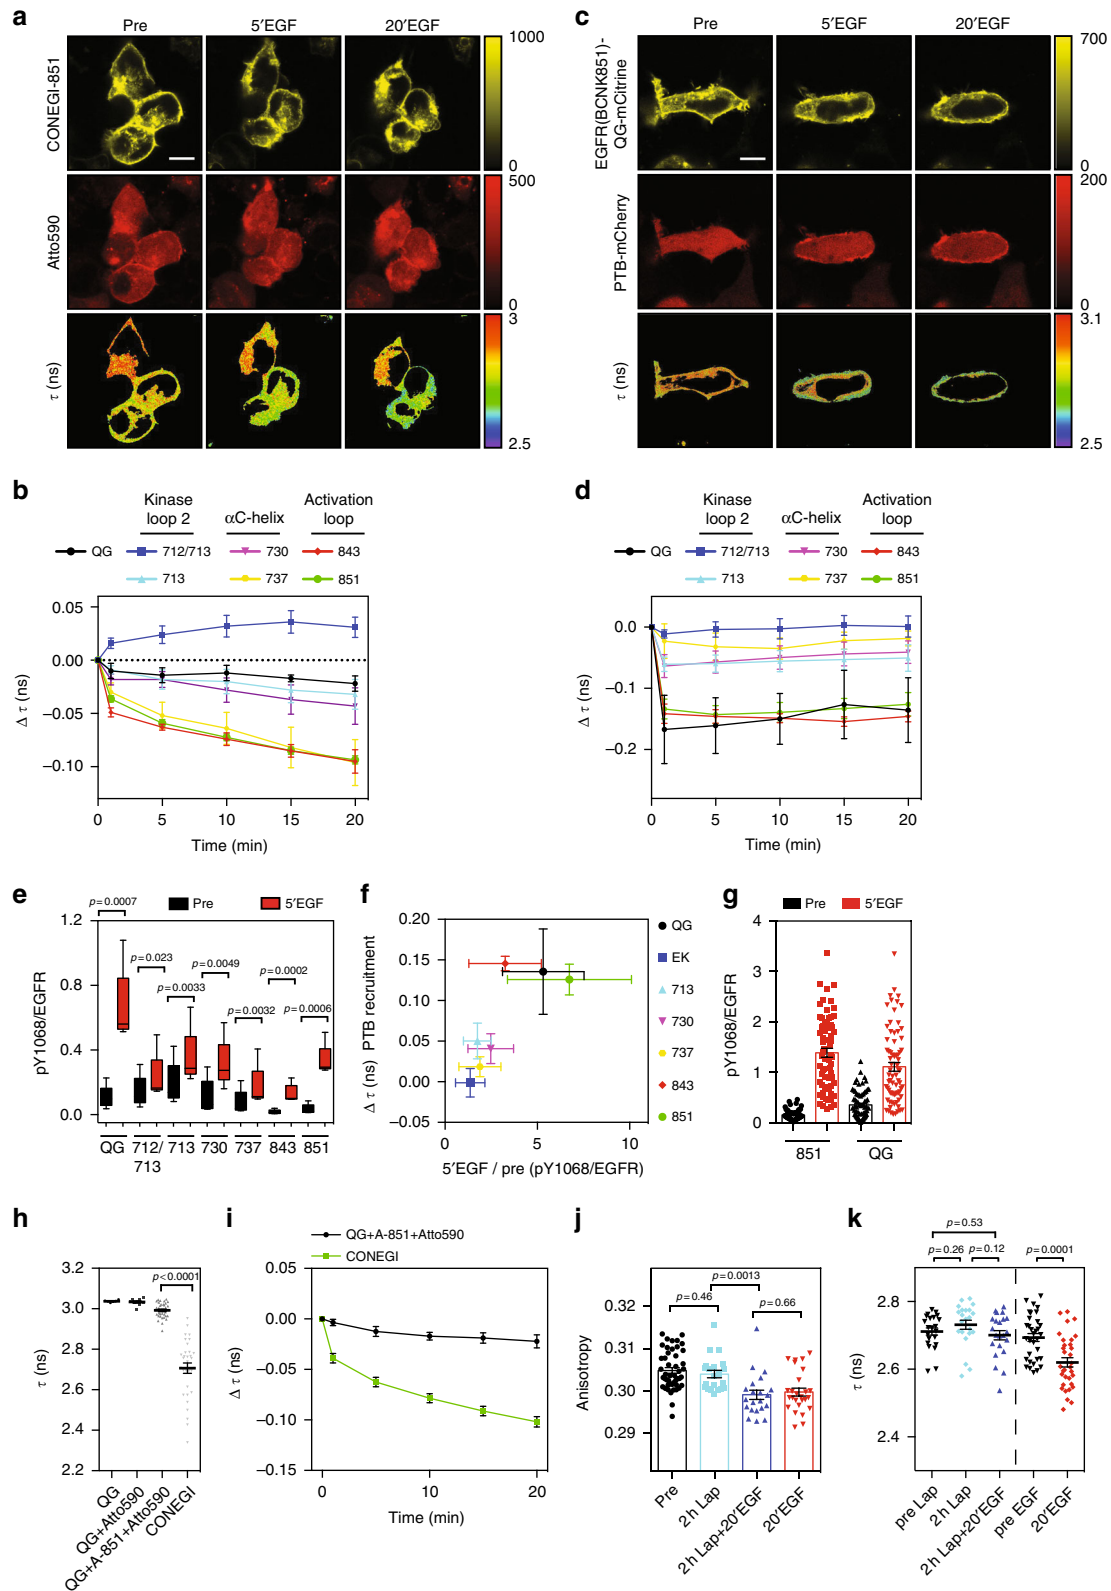 a
Pre
5′EGF
20′EGF
CONEGI-851
1000
0
Atto590
500
0
τ (ns)
3
2.5
c
Pre
5′EGF
20′EGF
EGFR(BCNK851)-
QG-mCitrine
700
0
PTB-mCherry
200
0
τ (ns)
3.1
2.5
b
Kinase
loop 2
αC-helix
Activation
loop
QG
712/713
730
843
713
737
851
0.05
0.00
−0.05
−0.10
Δ τ (ns)
0 5 10 15 20
Time (min)
d
Kinase
loop 2
αC-helix
Activation
loop
QG
712/713
730
843
713
737
851
0.0
−0.1
−0.2
Δ τ (ns)
0 5 10 15 20
Time (min)
e
Pre
5′EGF
p=0.0007
p=0.023
p=0.0033
p=0.0049
p=0.0032
p=0.0002
p=0.0006
1.2
0.8
0.4
0.0
pY1068/EGFR
QG 712/ 713 730 737 843 851
713
f
0.20
0.15
0.10
0.05
0.00
−0.05
Δ τ (ns) PTB recruitment
0 5 10
5′EGF / pre (pY1068/EGFR)
QG
EK
713
730
737
843
851
g
Pre
5′EGF
4
3
2
1
0
pY1068/EGFR
851
QG
h
3.2
3.0
2.8
2.6
2.4
2.2
τ (ns)
p<0.0001
QG
QG+Atto590
QG+A-851+Atto590
CONEGI
i
QG+A-851+Atto590
CONEGI
0.05
0.00
−0.05
−0.10
−0.15
Δ τ (ns)
0 10 20
Time (min)
j
p=0.0013
p=0.46
p=0.66
0.32
0.31
0.30
0.29
Anisotropy
Pre
2h Lap
2h Lap+20′EGF
20′EGF
k
p=0.53
p=0.26
p=0.12
p=0.0001
2.8
2.6
2.4
τ (ns)
pre Lap
2h Lap
2h Lap+20′EGF
pre EGF
20′EGF